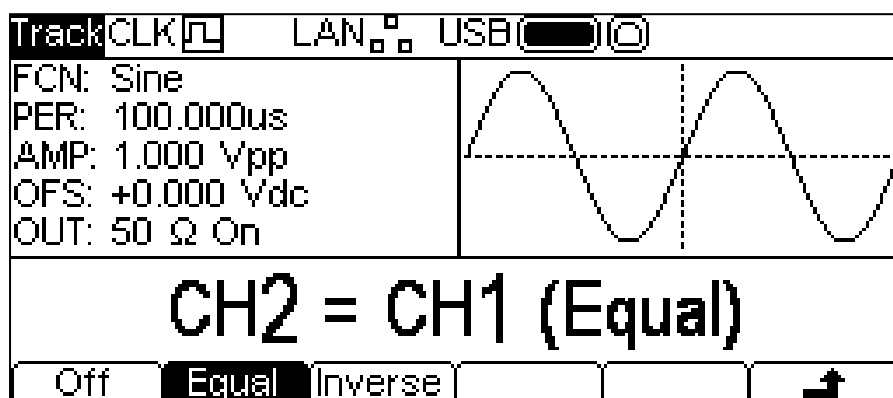 Track CLK LAN USB
FCN: Sine
PER: 100.000us
AMP: 1.000 Vpp
OFS: +0.000 Vdc
OUT: 50 Ω On
CH2 = CH1 (Equal)
Off Equal Inverse